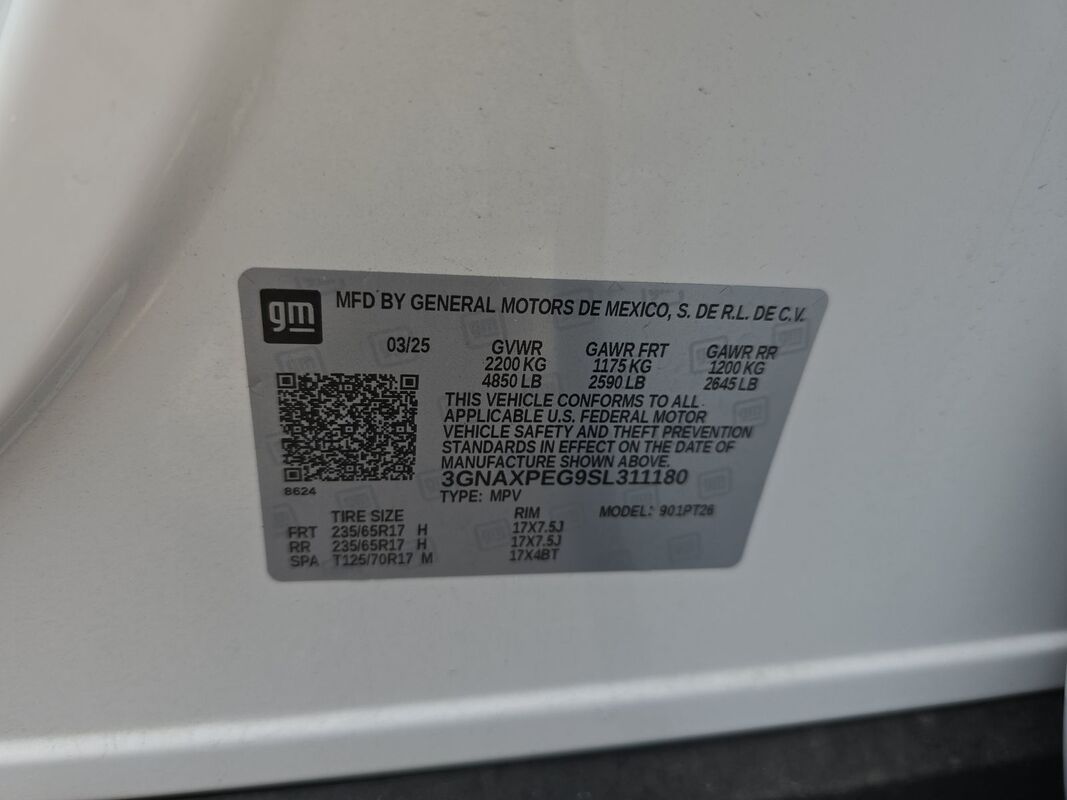 gm
MFD BY GENERAL MOTORS DE MEXICO, S. DE R.L. DE C.V.
03/25 GVWR GAWR FRT GAWR RR
2200 KG 1175 KG 1200 KG
4850 LB 2590 LB 2645 LB
THIS VEHICLE CONFORMS TO ALL
APPLICABLE U.S. FEDERAL MOTOR
VEHICLE SAFETY AND THEFT PREVENTION
STANDARDS IN EFFECT ON THE DATE OF
MANUFACTURE SHOWN ABOVE.
3GNAXPEG9SL311180
8624
TYPE: MPV
TIRE SIZE RIM MODEL: 901PT26
FRT 235/65R17 H 17X7.5J
RR 235/65R17 H 17X7.5J
SPA T125/70R17 M 17X4BT